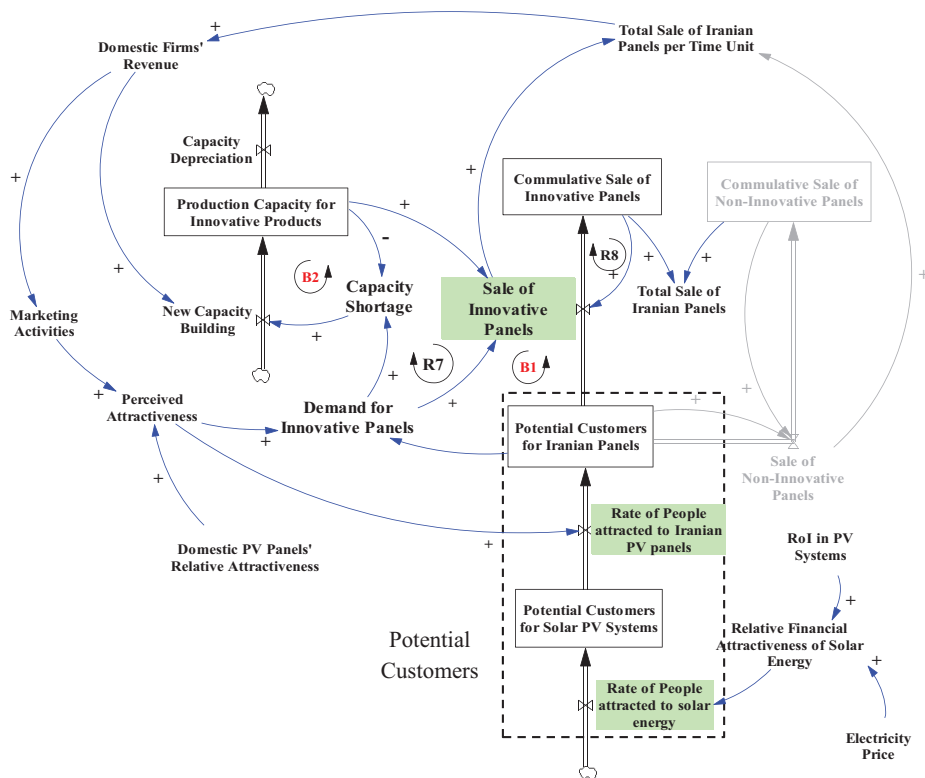 Total Sale of Iranian
Panels per Time Unit
Domestic Firms'
Revenue
+
+
Capacity
Depreciation
+
+
+
Production Capacity for
Innovative Products
+
-
Commulative Sale of
Innovative Panels
+
+
Commulative Sale of
Non-Innovative Panels
R8
+
+
+
+
B2
Capacity
Shortage
Sale of
Innovative
Panels
Total Sale of
Iranian Panels
Marketing
Activities
New Capacity
Building
+
R7
B1
+
+
+
+
+
Perceived
Attractiveness
+
Demand for
Innovative Panels
Potential Customers
for Iranian Panels
Sale of
Non-Innovative
Panels
+
+
Domestic PV Panels'
Relative Attractiveness
Rate of People
attracted to Iranian
PV panels
RoI in PV
Systems
+
Potential Customers
for Solar PV Systems
Relative Financial
Attractiveness of Solar
Energy
+
Potential
Customers
Rate of People
attracted to solar
energy
Electricity
Price